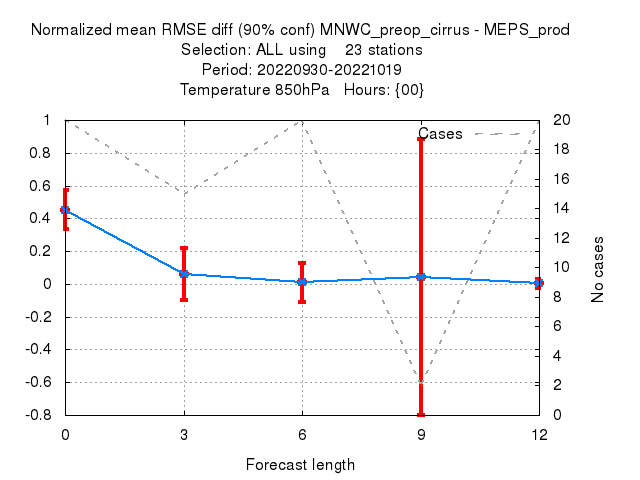 Normalized mean RMSE diff (90% conf) MNWC_preop_cirrus - MEPS_prod
Selection: ALL using    23 stations
Period: 20220930-20221019
Temperature 850hPa   Hours: {00}
Cases
1
0.8
0.6
0.4
0.2
0
-0.2
-0.4
-0.6
-0.8
20
18
16
14
12
10
8
6
4
2
0
No cases
0 3 6 9 12
Forecast length